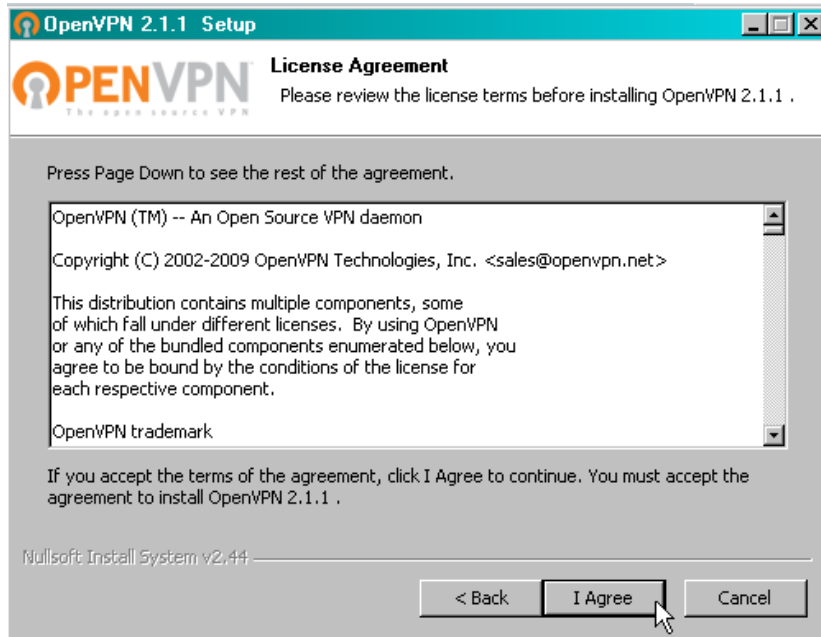 OpenVPN 2.1.1 Setup
OPENVPN
The open source VPN
License Agreement
Please review the license terms before installing OpenVPN 2.1.1 .
Press Page Down to see the rest of the agreement.
OpenVPN (TM) -- An Open Source VPN daemon
Copyright (C) 2002-2009 OpenVPN Technologies, Inc. <sales@openvpn.net>
This distribution contains multiple components, some
of which fall under different licenses.  By using OpenVPN
or any of the bundled components enumerated below, you
agree to be bound by the conditions of the license for
each respective component.
OpenVPN trademark
If you accept the terms of the agreement, click I Agree to continue. You must accept the
agreement to install OpenVPN 2.1.1 .
Nullsoft Install System v2.44
< Back
I Agree
Cancel